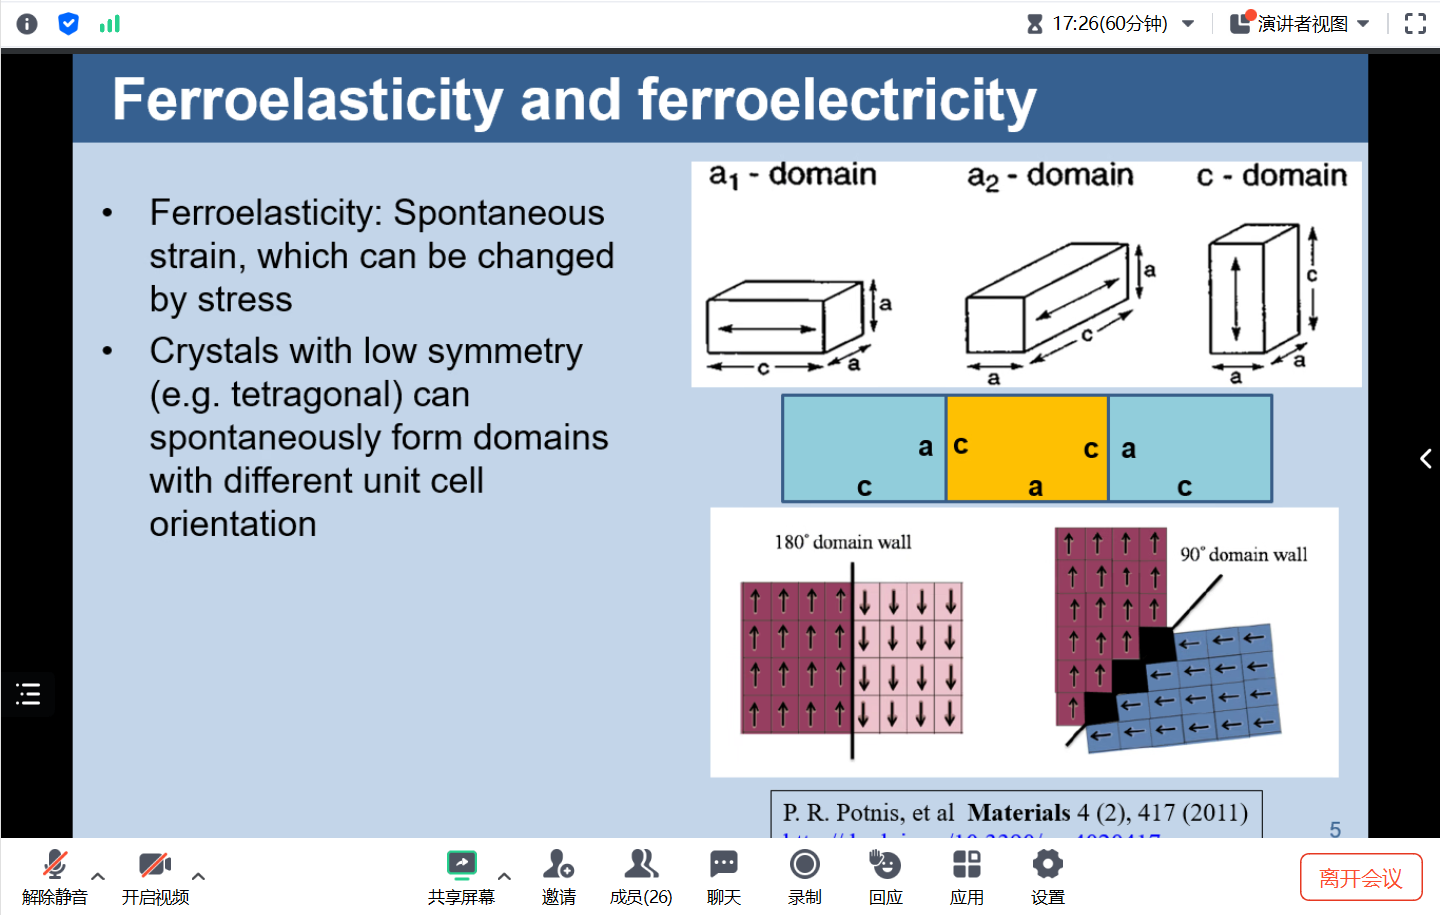 17:26(60分钟)
演讲者视图
Ferroelasticity and ferroelectricity
• Ferroelasticity: Spontaneous
strain, which can be changed
by stress
• Crystals with low symmetry
(e.g. tetragonal) can
spontaneously form domains
with different unit cell
orientation
a1 - domain
a2 - domain
c - domain
a
c
a
a
c
a
c
a
a
a c c a
c a c
180° domain wall
90° domain wall
P. R. Potnis, et al Materials 4 (2), 417 (2011)
5
解除静音
开启视频
共享屏幕
邀请
成员(26)
聊天
录制
回应
应用
设置
离开会议